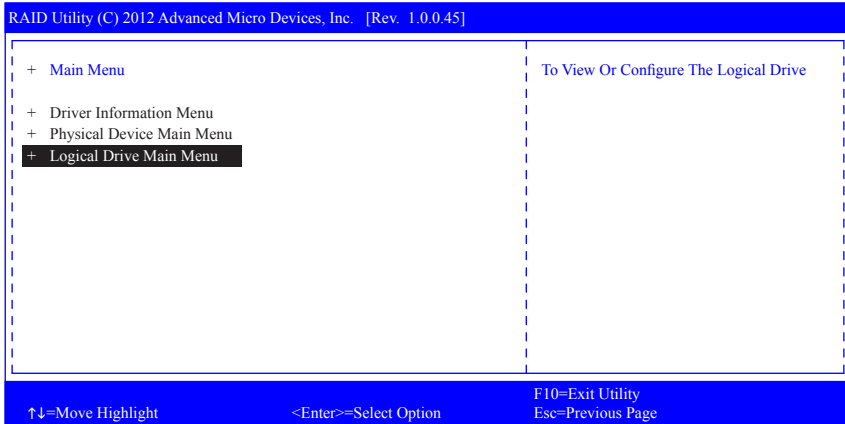 RAID Utility (C) 2012 Advanced Micro Devices, Inc.   [Rev.  1.0.0.45]
+   Main Menu
To View Or Configure The Logical Drive
+   Driver Information Menu
+   Physical Device Main Menu
+   Logical Drive Main Menu
F10=Exit Utility
↑↓=Move Highlight
<Enter>=Select Option
Esc=Previous Page